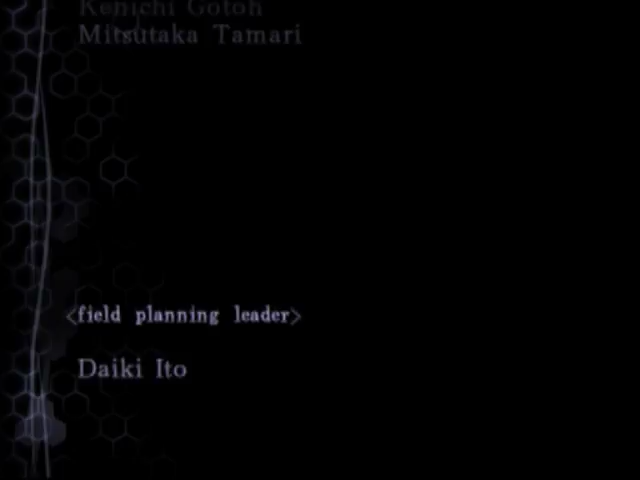 Kenichi Gotoh
Mitsutaka Tamari
<field planning leader>
Daiki Ito